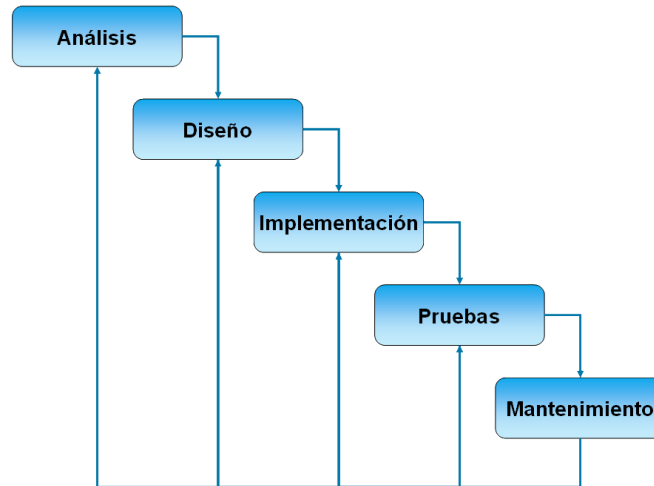 Análisis
Diseño
Implementación
Pruebas
Mantenimiento